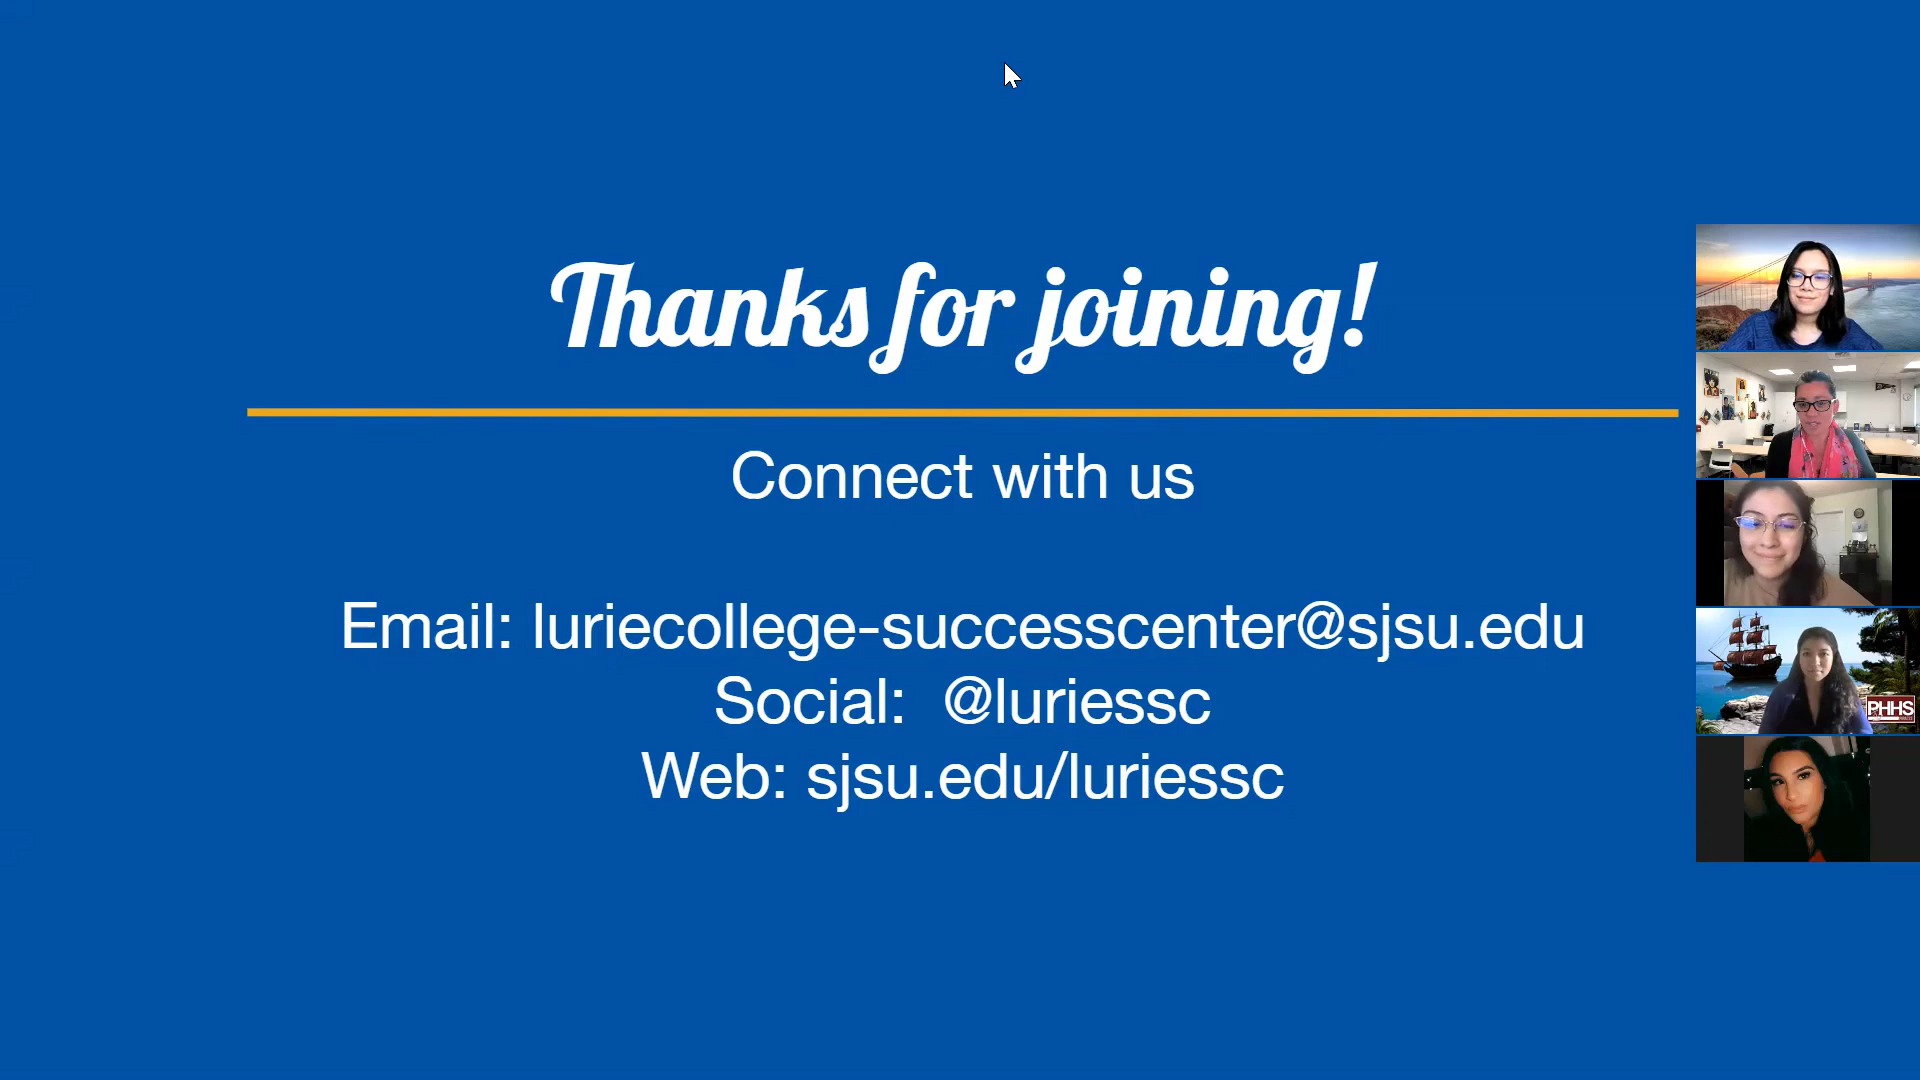 Thanks for joining!
Connect with us
Email: luriecollege-successcenter@sjsu.edu
Social: @luriessc
Web: sjsu.edu/luriessc
PHHS